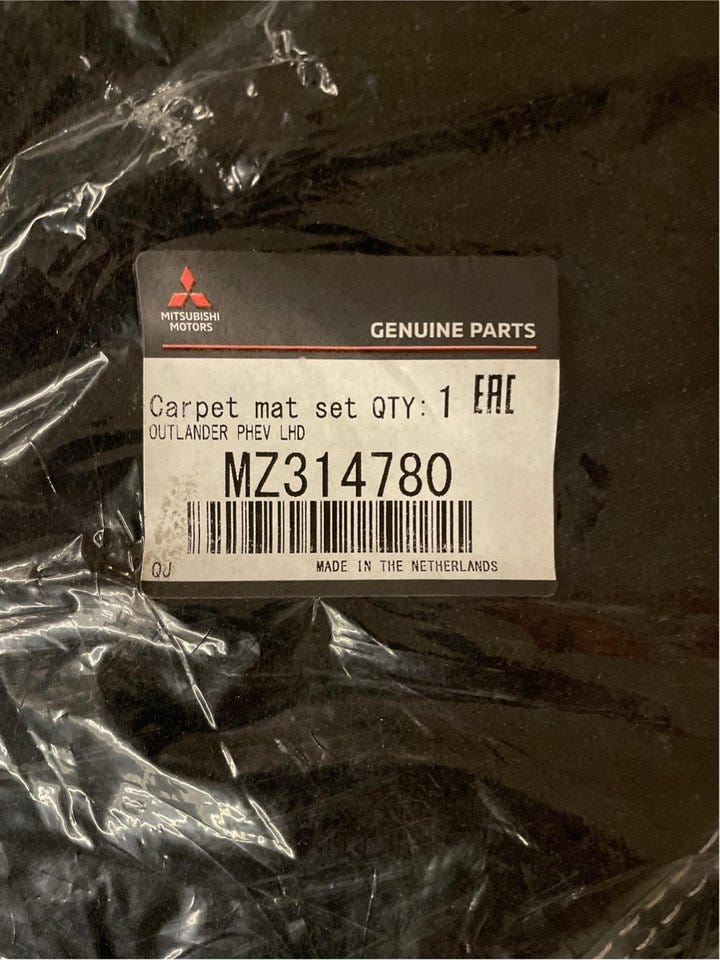 MITSUBISHI
MOTORS
GENUINE PARTS
Carpet mat set QTY: 1 EAC
OUTLANDER PHEV LHD
MZ314780
QJ MADE IN THE NETHERLANDS